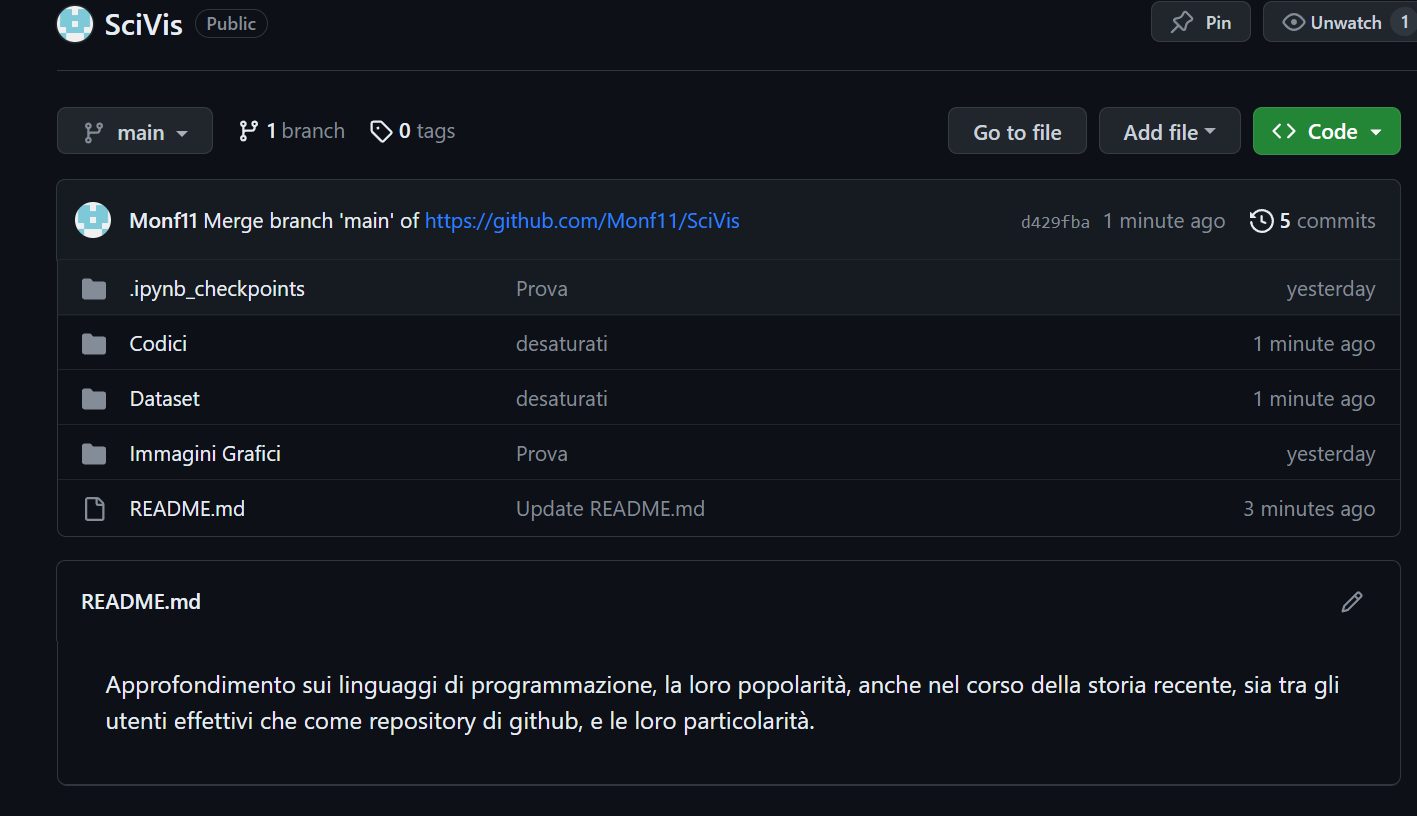 SciVis Public Pin Unwatch 1
main 1 branch 0 tags Go to file Add file <> Code
Monf11 Merge branch 'main' of https://github.com/Monf11/SciVis d429fba 1 minute ago 5 commits
.ipynb_checkpoints Prova yesterday
Codici desaturati 1 minute ago
Dataset desaturati 1 minute ago
Immagini Grafici Prova yesterday
README.md Update README.md 3 minutes ago
README.md
Approfondimento sui linguaggi di programmazione, la loro popolarità, anche nel corso della storia recente, sia tra gli
utenti effettivi che come repository di github, e le loro particolarità.